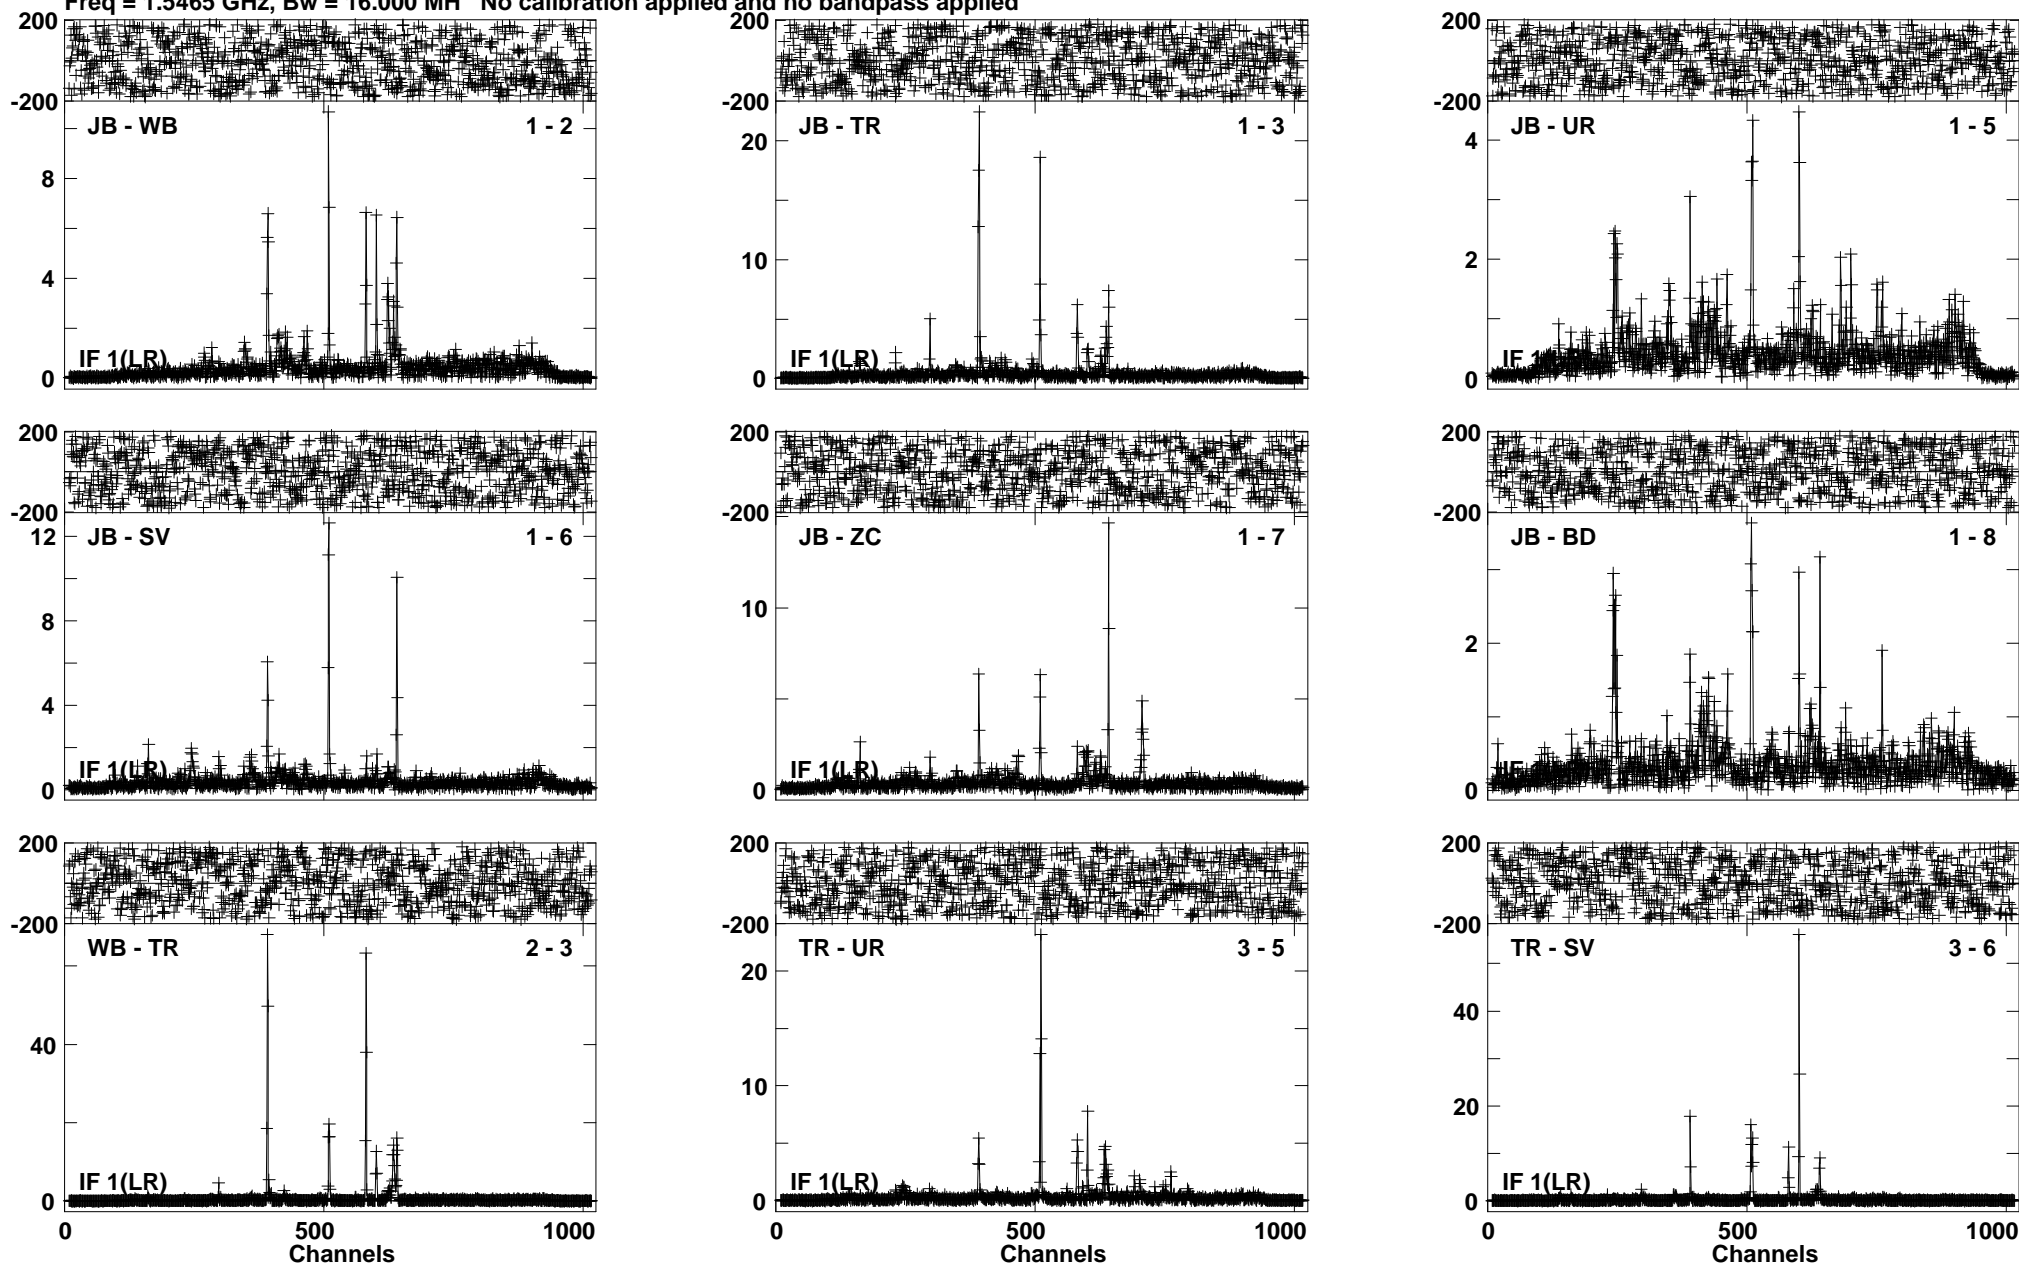 Freq = 1.5465 GHz, Bw = 16.000 MH No calibration applied and no bandpass applied
200
-200
JB - WB 1 - 2
8
4
0
IF 1(LR)
200
-200
JB - TR 1 - 3
20
10
0
IF 1(LR)
200
-200
JB - UR 1 - 5
4
2
0
200
-200
JB - SV 1 - 6
12
8
4
0
IF 1(LR)
200
-200
JB - ZC 1 - 7
10
0
IF 1(LR)
200
-200
JB - BD 1 - 8
2
0
200
-200
WB - TR 2 - 3
40
0
IF 1(LR)
0 500 1000
Channels
200
-200
TR - UR 3 - 5
20
10
0
IF 1(LR)
0 500 1000
Channels
200
-200
TR - SV 3 - 6
40
20
0
IF 1(LR)
0 500 1000
Channels